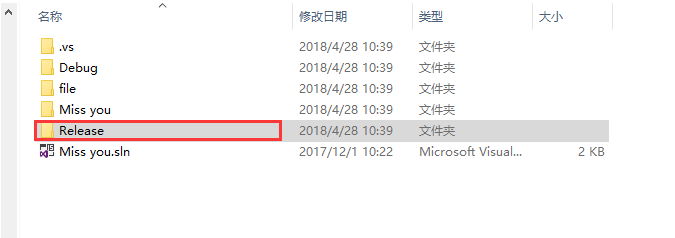 名称 修改日期 类型 大小
.vs 2018/4/28 10:39 文件夹
Debug 2018/4/28 10:39 文件夹
file 2018/4/28 10:39 文件夹
Miss you 2018/4/28 10:39 文件夹
Release 2018/4/28 10:39 文件夹
Miss you.sln 2017/12/1 10:22 Microsoft Visual... 2 KB